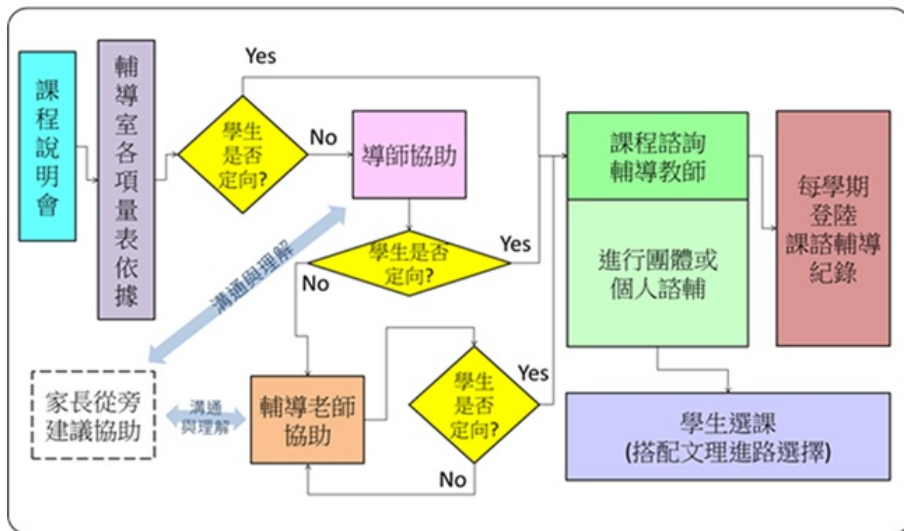 課程說明會
輔導室各項量表依據
學生
是否
定向?
Yes
No
導師協助
學生是否
定向?
Yes
No
溝通與理解
家長從旁
建議協助
溝通
與理解
輔導老師
協助
學生
是否
定向?
Yes
No
課程諮詢
輔導教師
進行團體或
個人諮輔
每學期
登陸
課諮輔導
紀錄
學生選課
(搭配文理進路選擇)